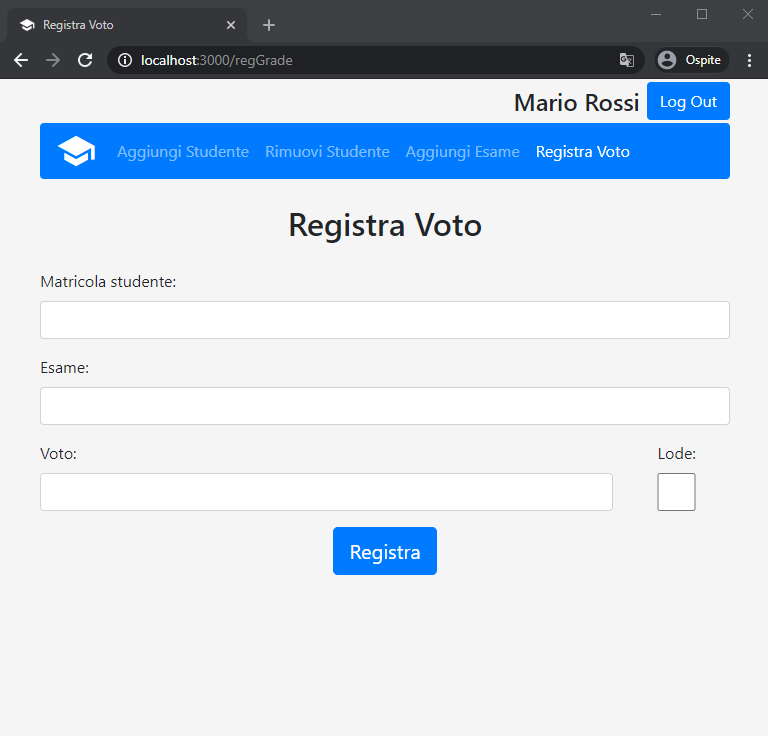 Registra Voto
localhost:3000/regGrade
Ospite
Mario Rossi Log Out
Aggiungi Studente Rimuovi Studente Aggiungi Esame Registra Voto
Registra Voto
Matricola studente:
Esame:
Voto: Lode:
Registra